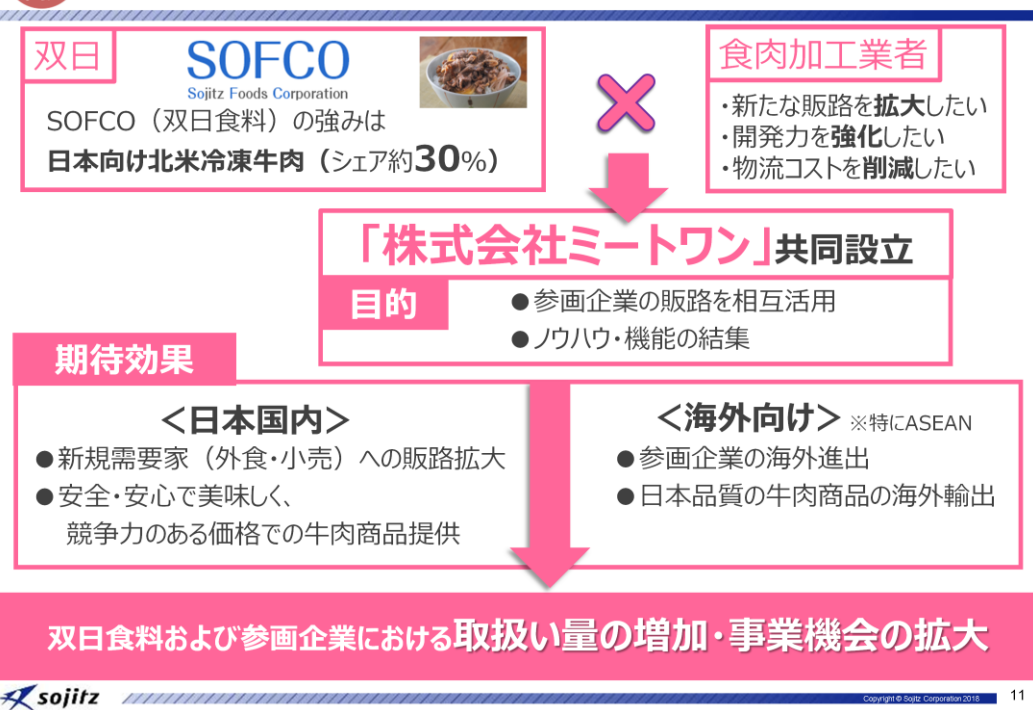 双日
SOFCO
Sojitz Foods Corporation
SOFCO（双日食料）の強みは
日本向け北米冷凍牛肉（シェア約30%）
食肉加工業者
・新たな販路を拡大したい
・開発力を強化したい
・物流コストを削減したい
「株式会社ミートワン」共同設立
目的
●参画企業の販路を相互活用
●ノウハウ・機能の結集
期待効果
＜日本国内＞
●新規需要家（外食・小売）への販路拡大
●安全・安心で美味しく、
競争力のある価格での牛肉商品提供
＜海外向け＞ ※特にASEAN
●参画企業の海外進出
●日本品質の牛肉商品の海外輸出
双日食料および参画企業における取扱い量の増加・事業機会の拡大
sojitz
Copyright © Sojitz Corporation 2018
11